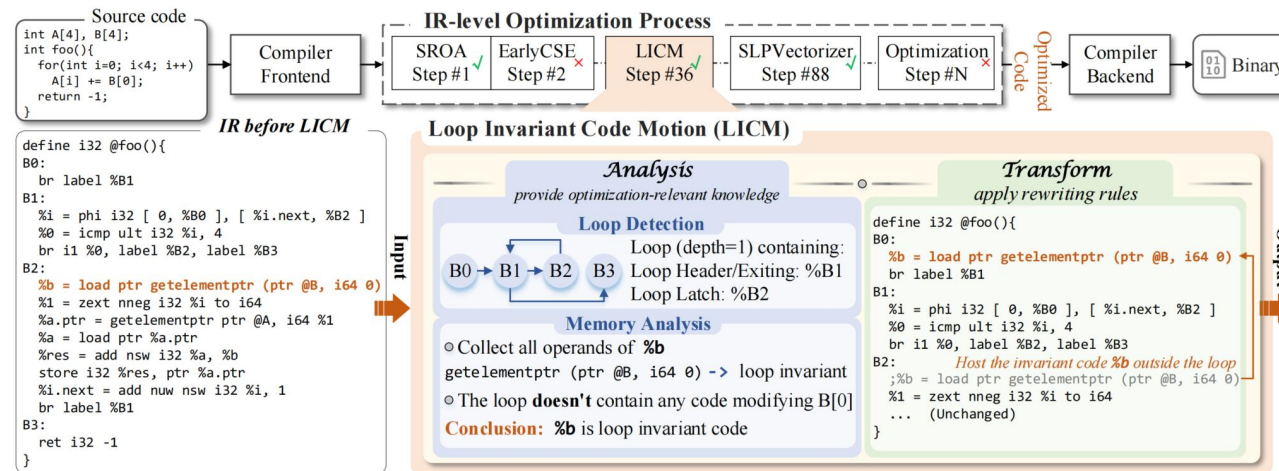 Source code
int A[4], B[4];
int foo(){
for(int i=0; i<4; i++)
A[i] += B[0];
return -1;
}
Compiler
Frontend
IR-level Optimization Process
SROA
Step #1
EarlyCSE
Step #2
LICM
Step #36
SLPVectorizer
Step #88
Optimization
Step #N
Optimized
Code
Compiler
Backend
01
10
Binary
IR before LICM
define i32 @foo(){
B0:
br label %B1
B1:
%i = phi i32 [ 0, %B0 ], [ %i.next, %B2 ]
%0 = icmp ult i32 %i, 4
br i1 %0, label %B2, label %B3
B2:
%b = load ptr getelementptr (ptr @B, i64 0)
%1 = zext nneg i32 %i to i64
%a.ptr = getelementptr ptr @A, i64 %1
%a = load ptr %a.ptr
%res = add nsw i32 %a, %b
store i32 %res, ptr %a.ptr
%i.next = add nuw nsw i32 %i, 1
br label %B1
B3:
ret i32 -1
}
Input
Loop Invariant Code Motion (LICM)
Analysis
provide optimization-relevant knowledge
Loop Detection
B0
B1
B2
B3
Loop (depth=1) containing:
Loop Header/Exiting: %B1
Loop Latch: %B2
Memory Analysis
Collect all operands of %b
getelementptr (ptr @B, i64 0) -> loop invariant
The loop doesn't contain any code modifying B[0]
Conclusion: %b is loop invariant code
Transform
apply rewriting rules
define i32 @foo(){
B0:
%b = load ptr getelementptr (ptr @B, i64 0)
br label %B1
B1:
%i = phi i32 [ 0, %B0 ], [ %i.next, %B2 ]
%0 = icmp ult i32 %i, 4
br i1 %0, label %B2, label %B3
B2:
Host the invariant code %b outside the loop
;%b = load ptr getelementptr (ptr @B, i64 0)
%1 = zext nneg i32 %i to i64
... (Unchanged)
}